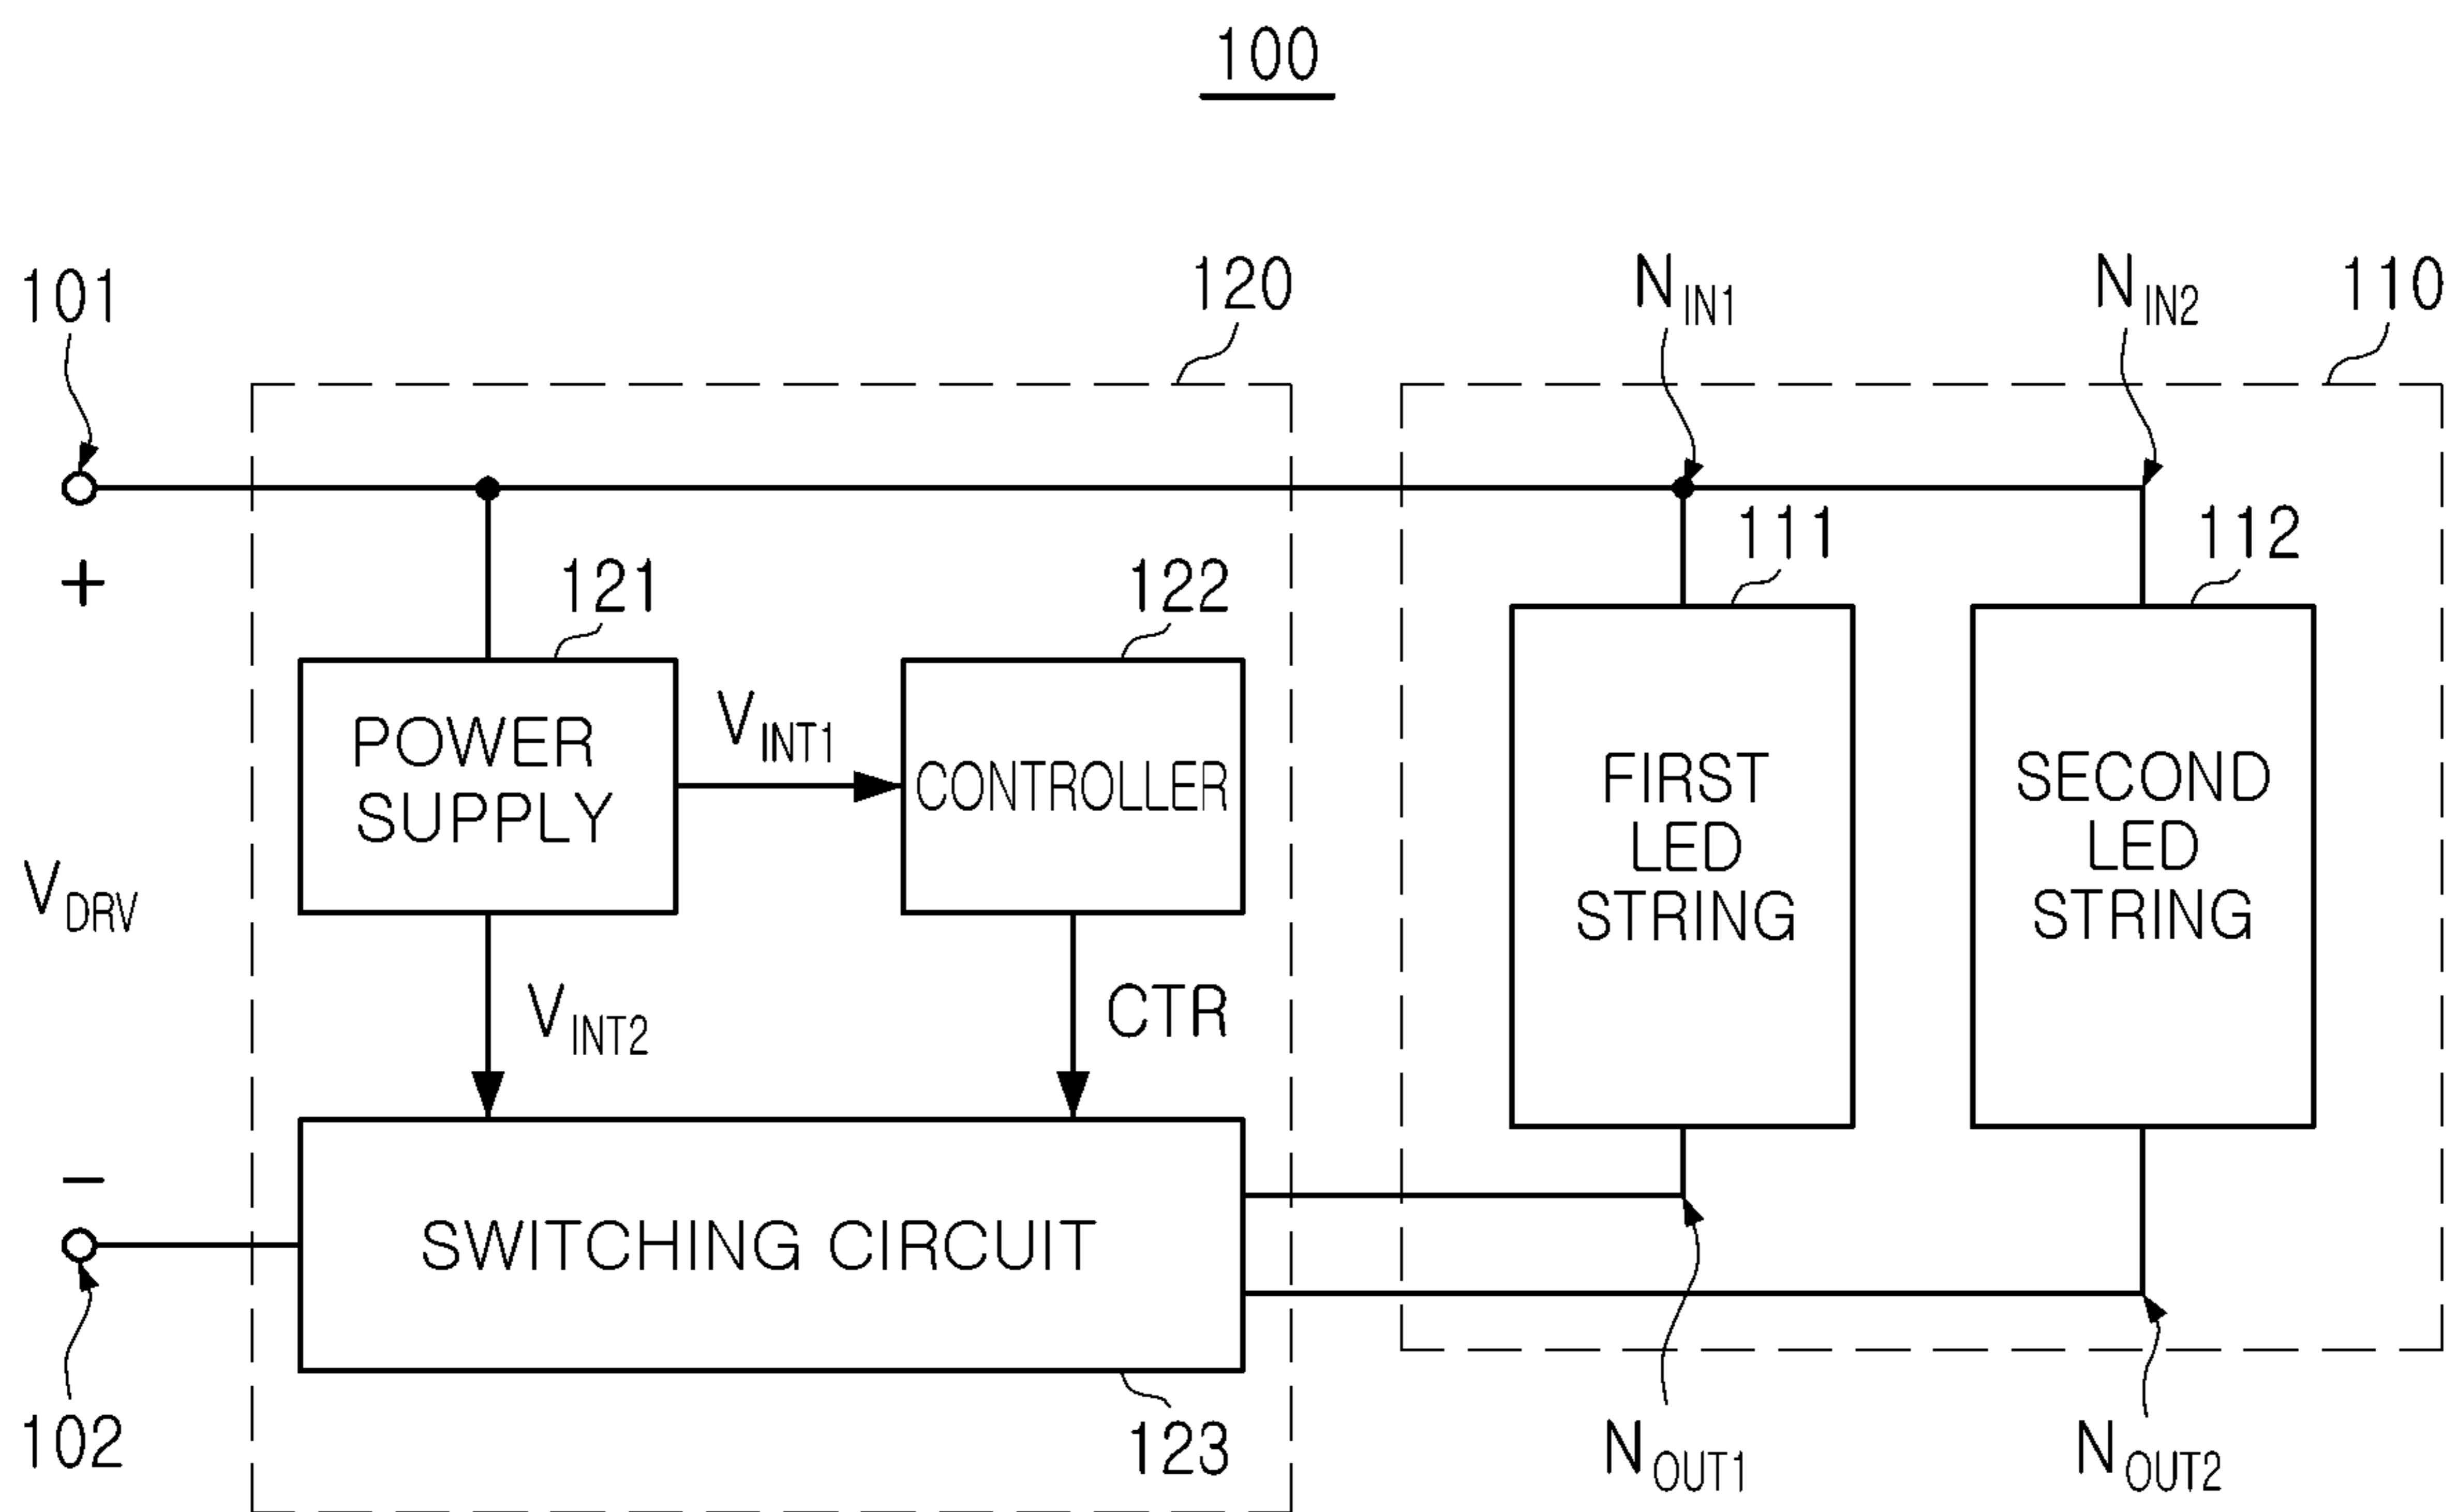 100
101
120
N_IN1
N_IN2
110
+
121
122
111
112
POWER
SUPPLY
V_INT1
CONTROLLER
FIRST
LED
STRING
SECOND
LED
STRING
V_DRV
V_INT2
CTR
−
SWITCHING CIRCUIT
102
123
N_OUT1
N_OUT2